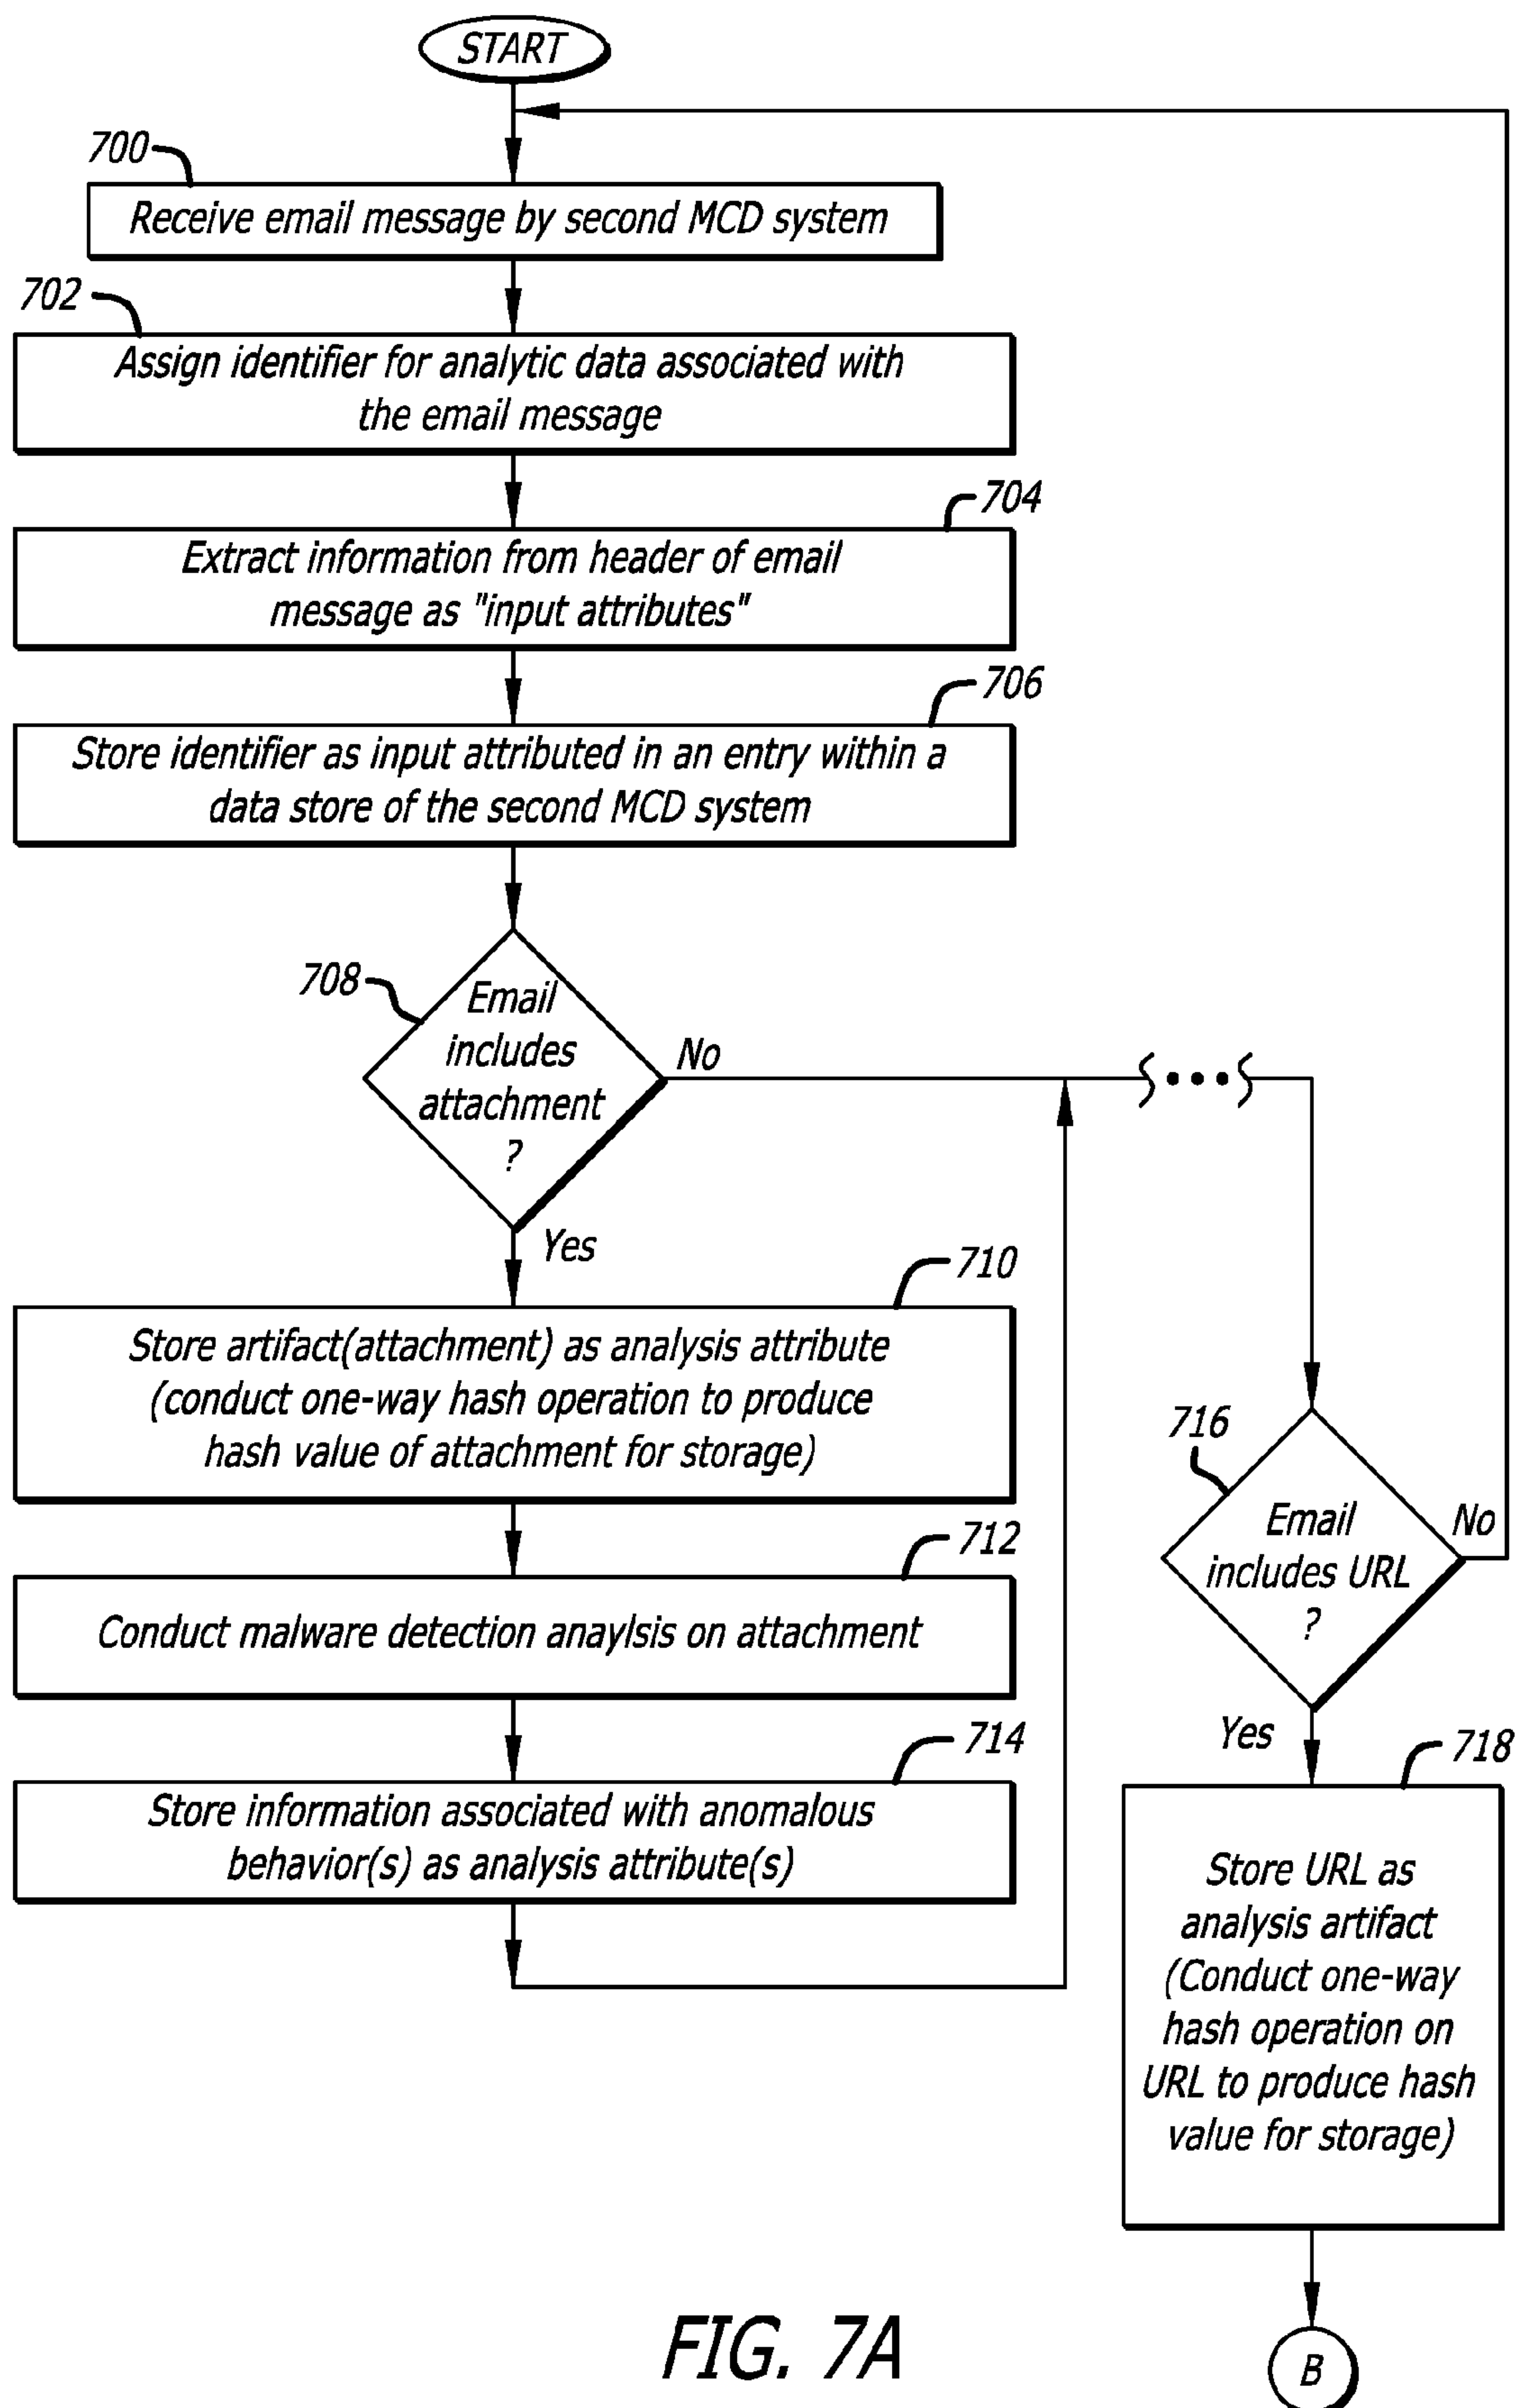 START
700
Receive email message by second MCD system
702
Assign identifier for analytic data associated with
the email message
704
Extract information from header of email
message as "input attributes"
706
Store identifier as input attributed in an entry within a
data store of the second MCD system
708
Email
includes
attachment
?
No
Yes
710
Store artifact(attachment) as analysis attribute
(conduct one-way hash operation to produce
hash value of attachment for storage)
712
Conduct malware detection anaylsis on attachment
714
Store information associated with anomalous
behavior(s) as analysis attribute(s)
716
Email
includes URL
?
No
Yes
718
Store URL as
analysis artifact
(Conduct one-way
hash operation on
URL to produce hash
value for storage)
B
FIG. 7A